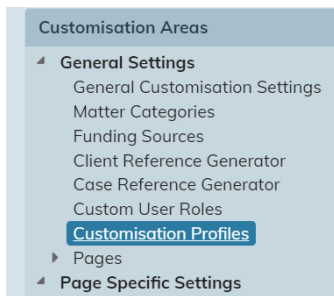 Customisation Areas
General Settings
General Customisation Settings
Matter Categories
Funding Sources
Client Reference Generator
Case Reference Generator
Custom User Roles
Customisation Profiles
Pages
Page Specific Settings